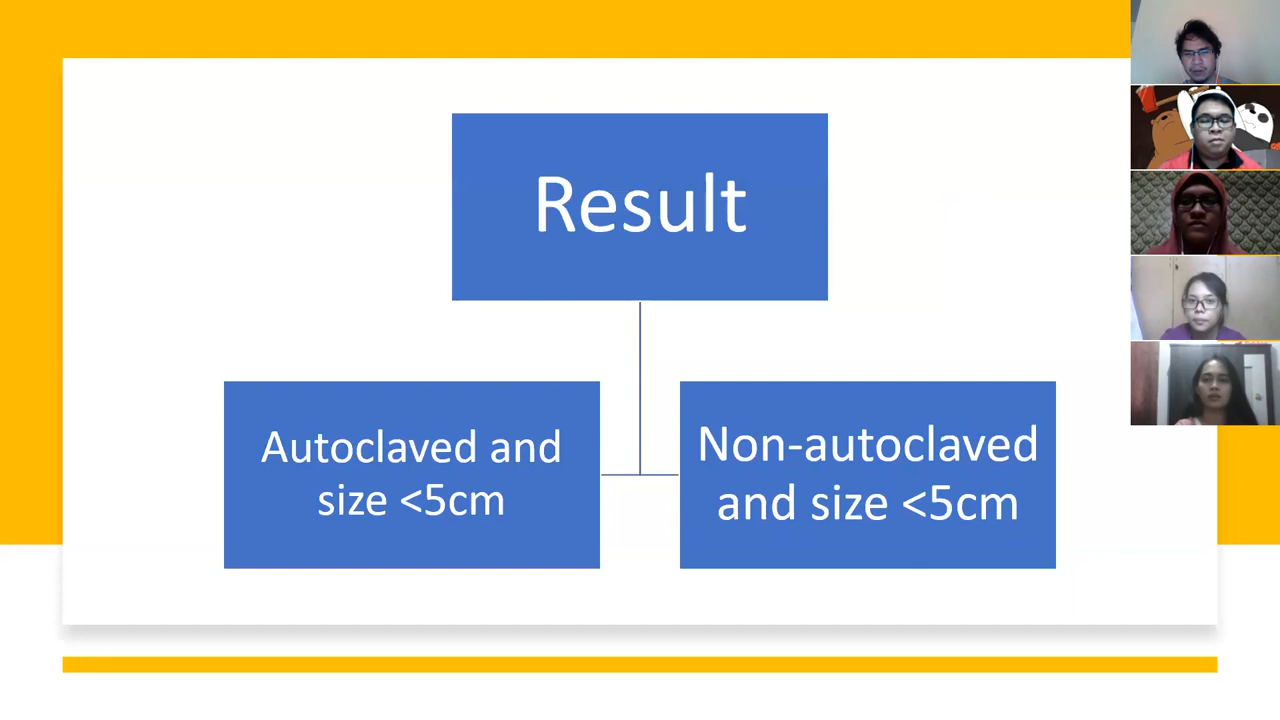 Result
Autoclaved and
size <5cm
Non-autoclaved
and size <5cm